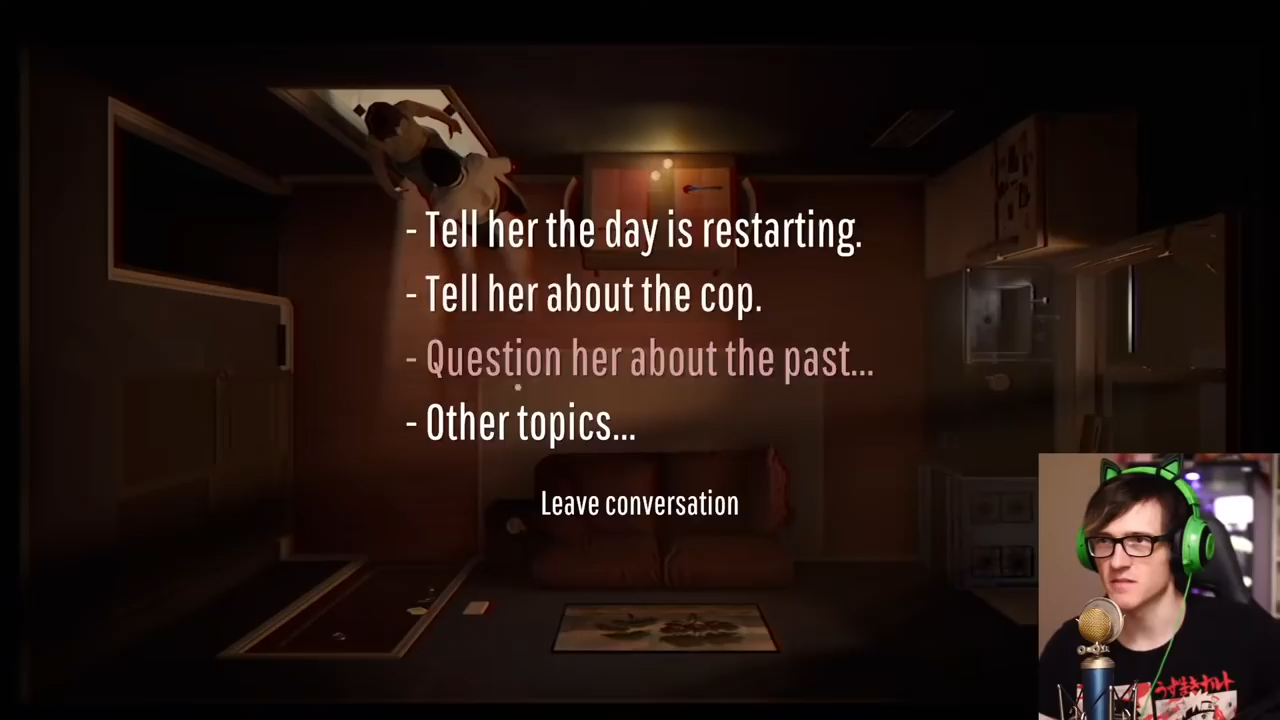 - Tell her the day is restarting.
- Tell her about the cop.
- Question her about the past...
- Other topics...
Leave conversation